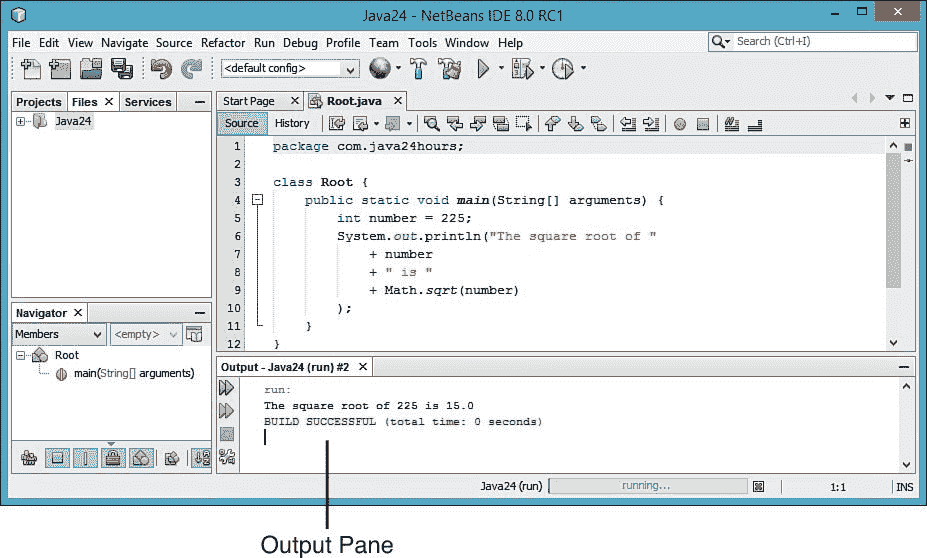 Java24 - NetBeans IDE 8.0 RC1
File Edit View Navigate Source Refactor Run Debug Profile Team Tools Window Help
Search (Ctrl+I)
<default config>
Projects Files Services
Java24
Start Page Root.java
Source History
1 package com.java24hours;
2
3 class Root {
4 public static void main(String[] arguments) {
5 int number = 225;
6 System.out.println("The square root of "
7 + number
8 + " is "
9 + Math.sqrt(number)
10 );
11 }
12 }
Navigator
Members <empty>
Root
main(String[] arguments)
Output - Java24 (run) #2
run:
The square root of 225 is 15.0
BUILD SUCCESSFUL (total time: 0 seconds)
Java24 (run) running... 1:1 INS
Output Pane